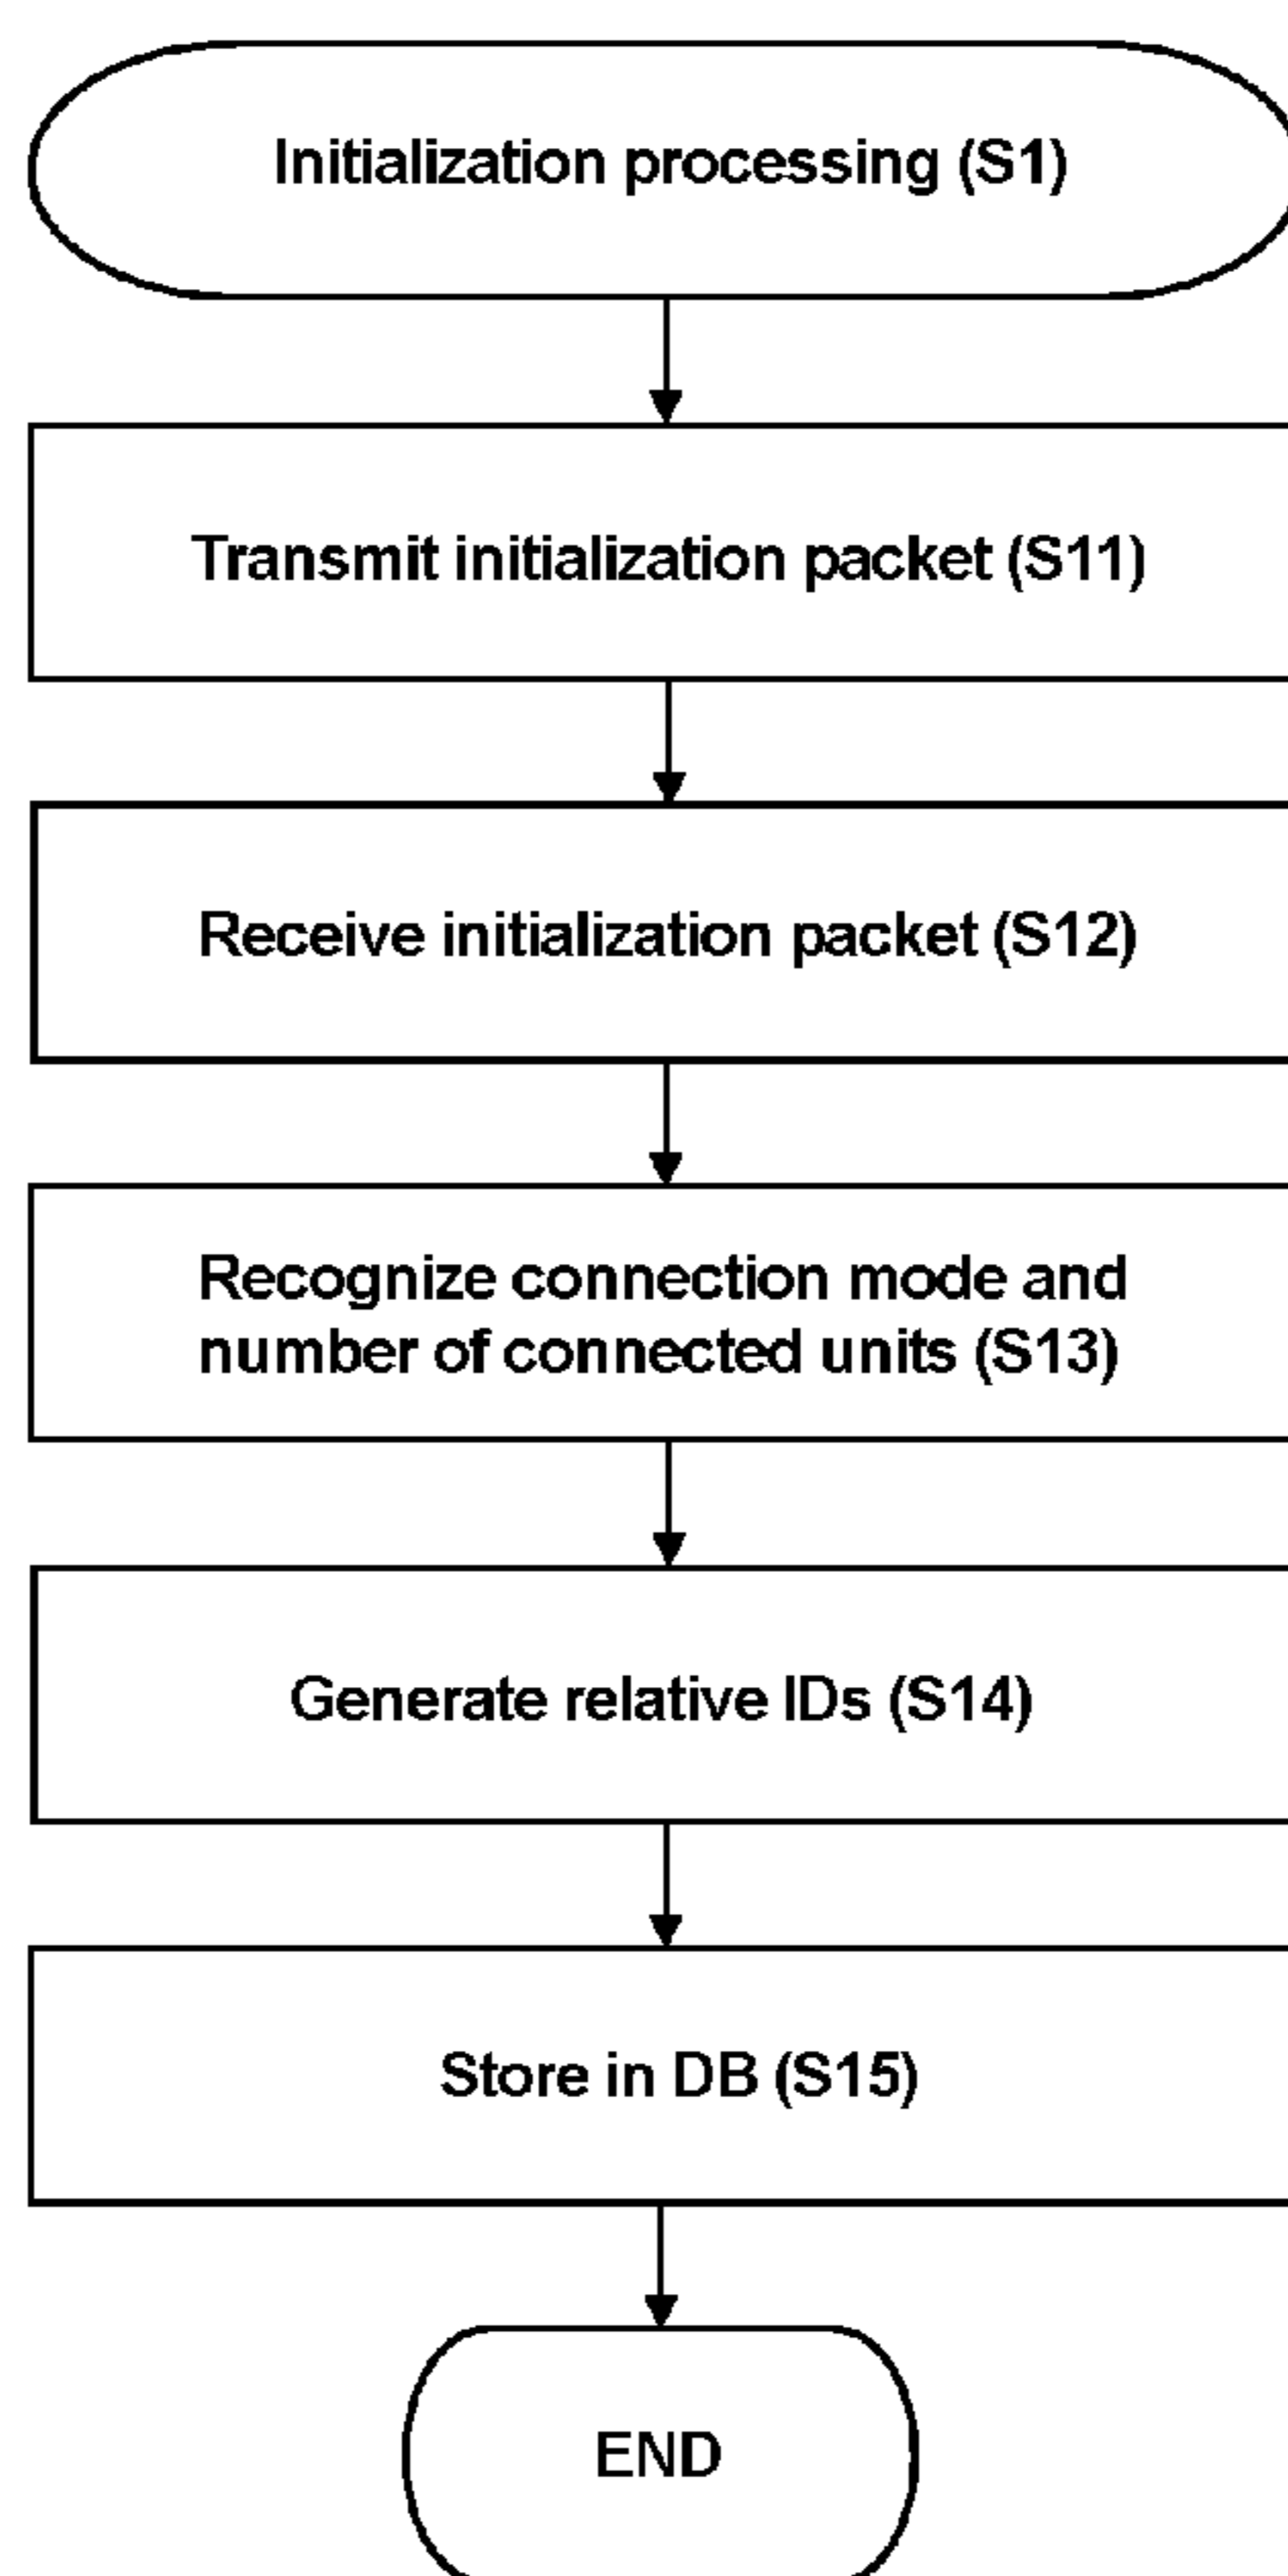 Initialization processing (S1)
Transmit initialization packet (S11)
Receive initialization packet (S12)
Recognize connection mode and
number of connected units (S13)
Generate relative IDs (S14)
Store in DB (S15)
END